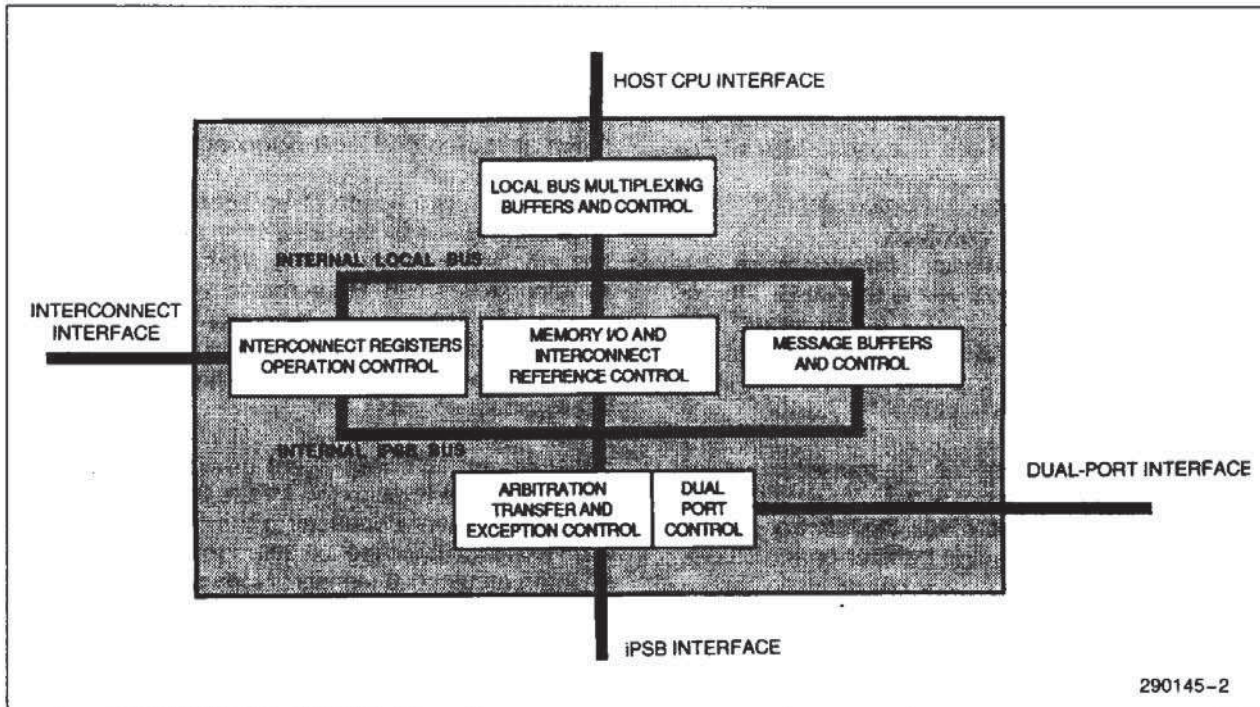 HOST CPU INTERFACE
LOCAL BUS MULTIPLEXING
BUFFERS AND CONTROL
INTERNAL LOCAL BUS
INTERCONNECT
INTERFACE
INTERCONNECT REGISTERS
OPERATION CONTROL
MEMORY I/O AND
INTERCONNECT
REFERENCE CONTROL
MESSAGE BUFFERS
AND CONTROL
INTERNAL iPSB BUS
ARBITRATION
TRANSFER AND
EXCEPTION CONTROL
DUAL
PORT
CONTROL
DUAL-PORT INTERFACE
iPSB INTERFACE
290145-2